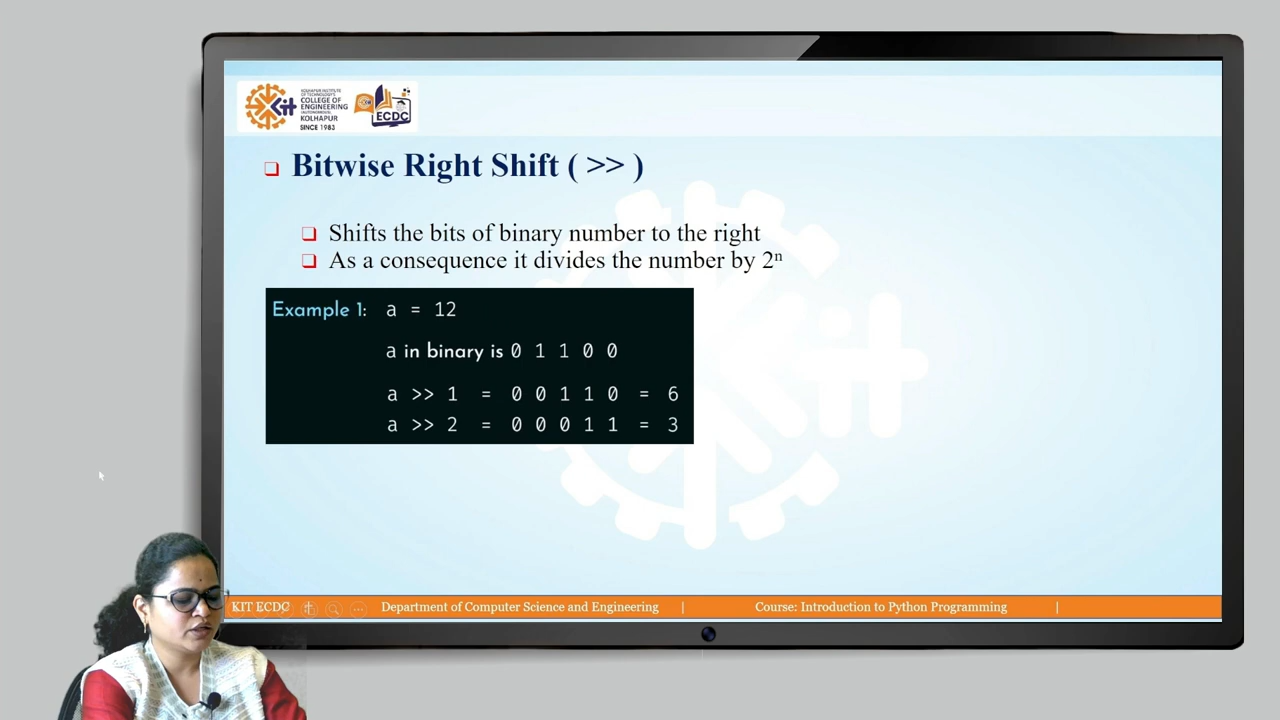 KOLHAPUR INSTITUTE
OF TECHNOLOGY'S
COLLEGE OF
ENGINEERING
(AUTONOMOUS)
KOLHAPUR
SINCE 1983
Kit
ECDC
Bitwise Right Shift ( >> )
Shifts the bits of binary number to the right
As a consequence it divides the number by 2ⁿ
Example 1: a = 12
a in binary is 0 1 1 0 0
a >> 1 = 0 0 1 1 0 = 6
a >> 2 = 0 0 0 1 1 = 3
KIT ECDC Department of Computer Science and Engineering | Course: Introduction to Python Programming |